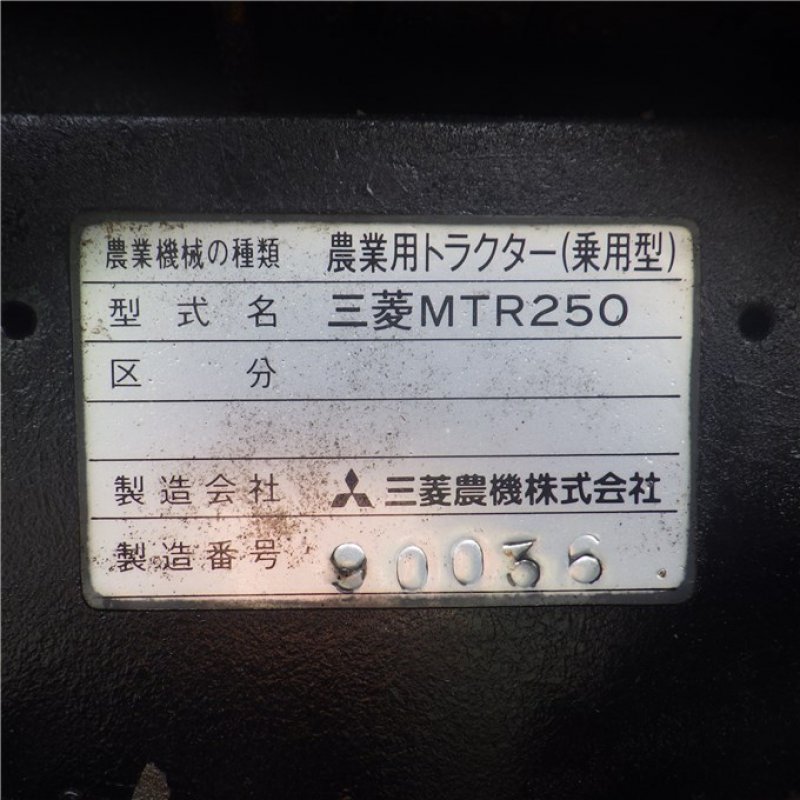 農業機械の種類 農業用トラクター(乗用型)
型式名 三菱MTR250
区分
製造会社 三菱農機株式会社
製造番号 90036